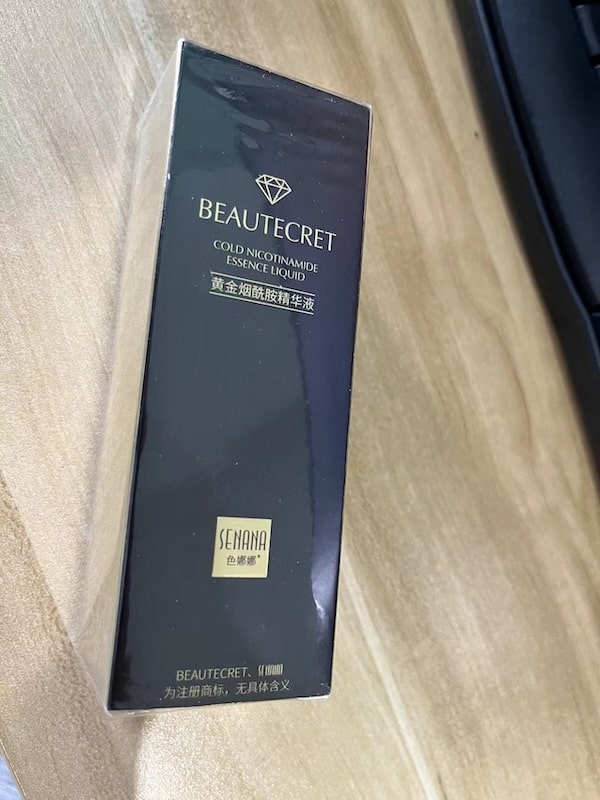 BEAUTECRET
COLD NICOTINAMIDE
ESSENCE LIQUID
黄金烟酰胺精华液
SENANA
色娜娜
BEAUTECRET、SENANA
为注册商标，无具体含义